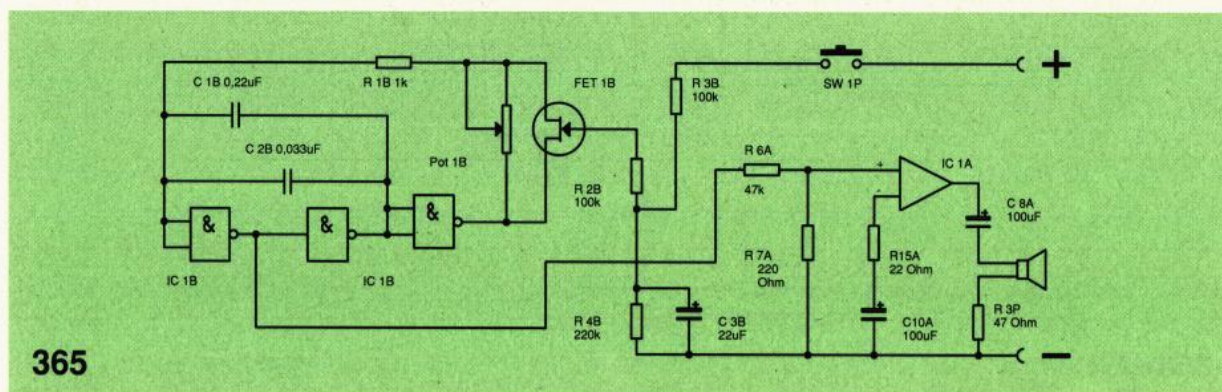 C 1B 0,22uF
R 1B 1k
FET 1B
R 3B
100k
SW 1P
+
C 2B 0,033uF
Pot 1B
R 6A
47k
+
IC 1A
&
&
&
R 2B
100k
C 8A
100uF
IC 1B
IC 1B
R 7A
220
Ohm
R15A
22 Ohm
R 4B
220k
+
C 3B
22uF
+
C10A
100uF
+
R 3P
47 Ohm
−
365